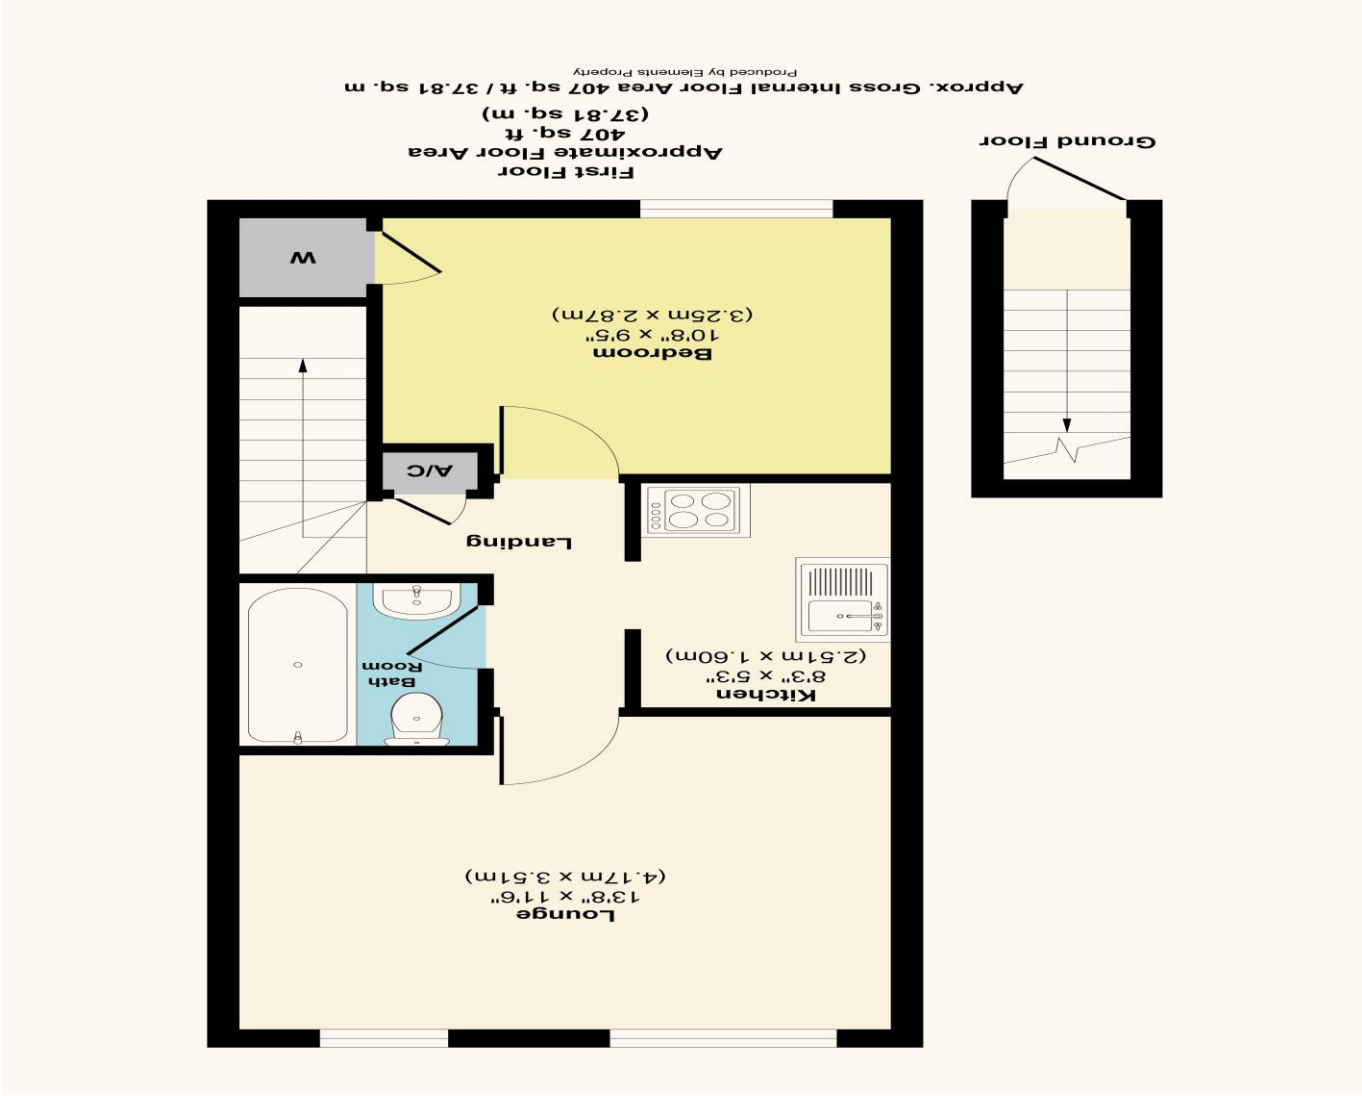 Lounge
13'8" x 11'6"
(4.17m x 3.51m)
Kitchen
8'3" x 5'3"
(2.51m x 1.60m)
Bath
Room
Landing
A/C
Bedroom
10'8" x 9'5"
(3.25m x 2.87m)
W
Ground Floor
First Floor
Approximate Floor Area
407 sq. ft
(37.81 sq. m)
Approx. Gross Internal Floor Area 407 sq. ft / 37.81 sq. m
Produced by Elements Property